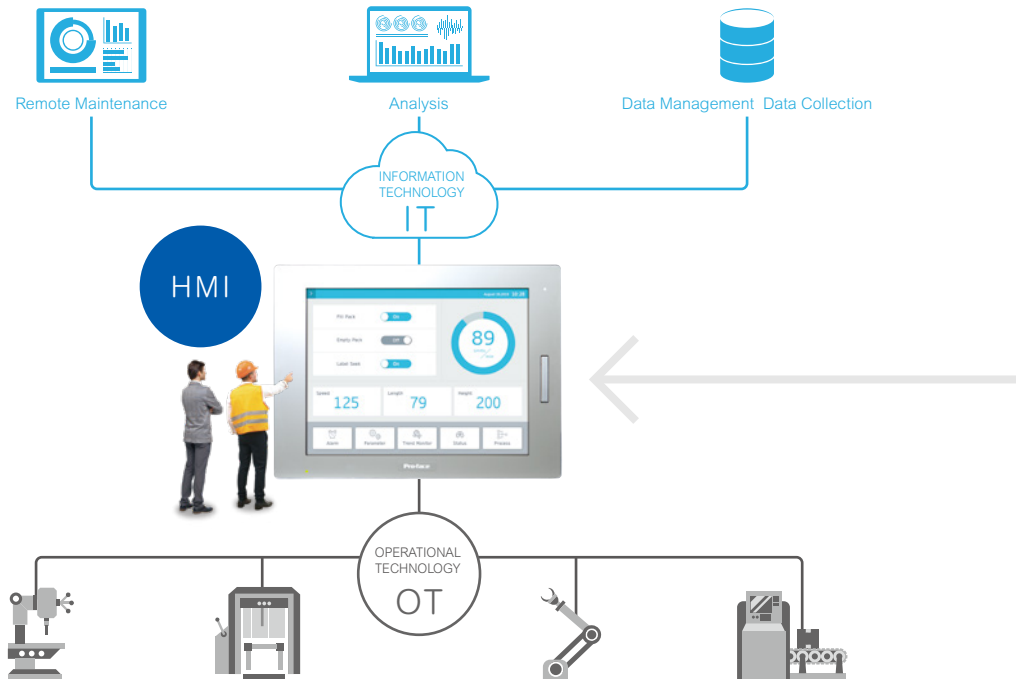 Remote Maintenance
Analysis
Data Management Data Collection
INFORMATION
TECHNOLOGY
IT
HMI
Fill Pack
On
Empty Pack
Off
89
Label Seal
On
Speed
125
Length
79
Height
200
Alarm
Parameter
Trend Monitor
Status
Process
Pro-face
OPERATIONAL
TECHNOLOGY
OT